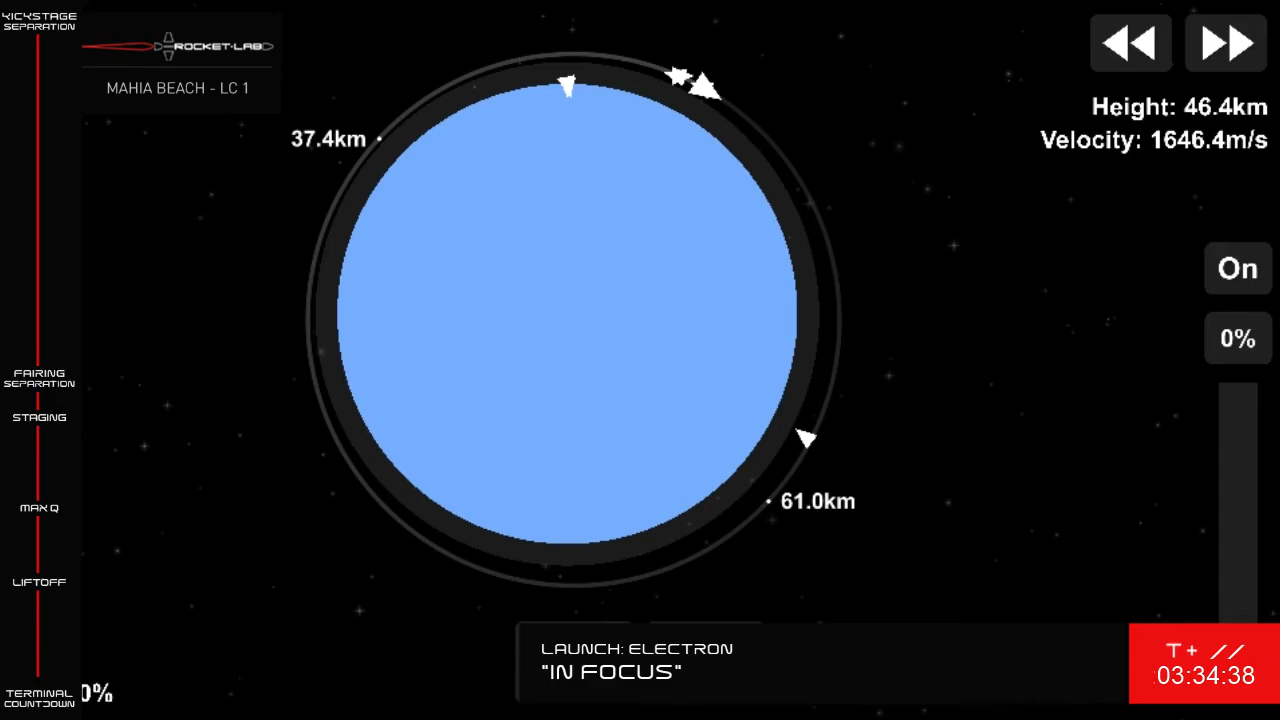 KICKSTAGE
SEPARATION
ROCKET-LAB
MAHIA BEACH - LC 1
Height: 46.4km
Velocity: 1646.4m/s
37.4km
On
0%
FAIRING
SEPARATION
STAGING
61.0km
MAX Q
LIFTOFF
LAUNCH: ELECTRON
"IN FOCUS"
T+ //
03:34:38
TERMINAL
COUNTDOWN
0%